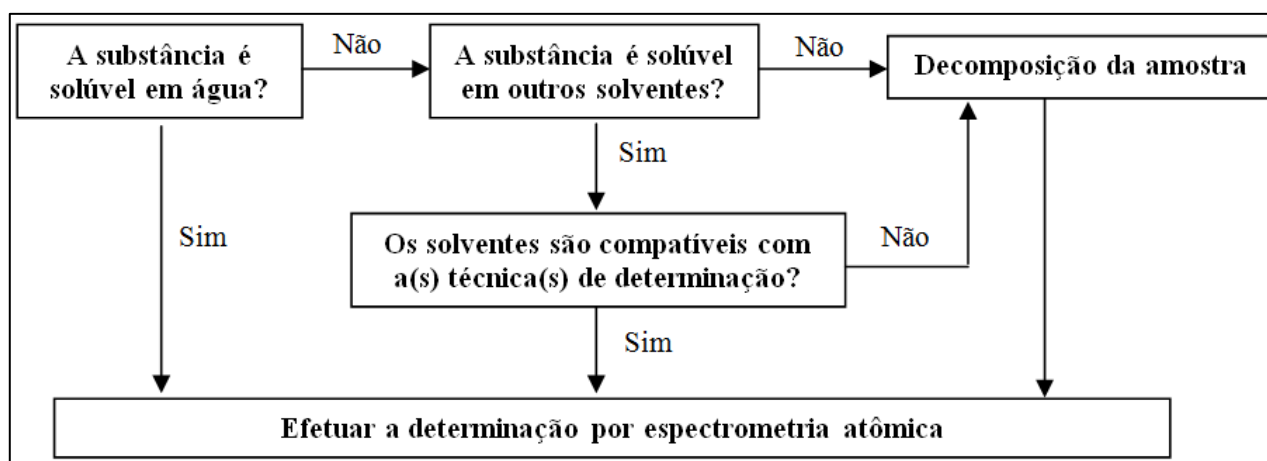 A substância é
solúvel em água?
Não
A substância é solúvel
em outros solventes?
Não
Decomposição da amostra
Sim
Sim
Os solventes são compatíveis com
a(s) técnica(s) de determinação?
Não
Sim
Efetuar a determinação por espectrometria atômica